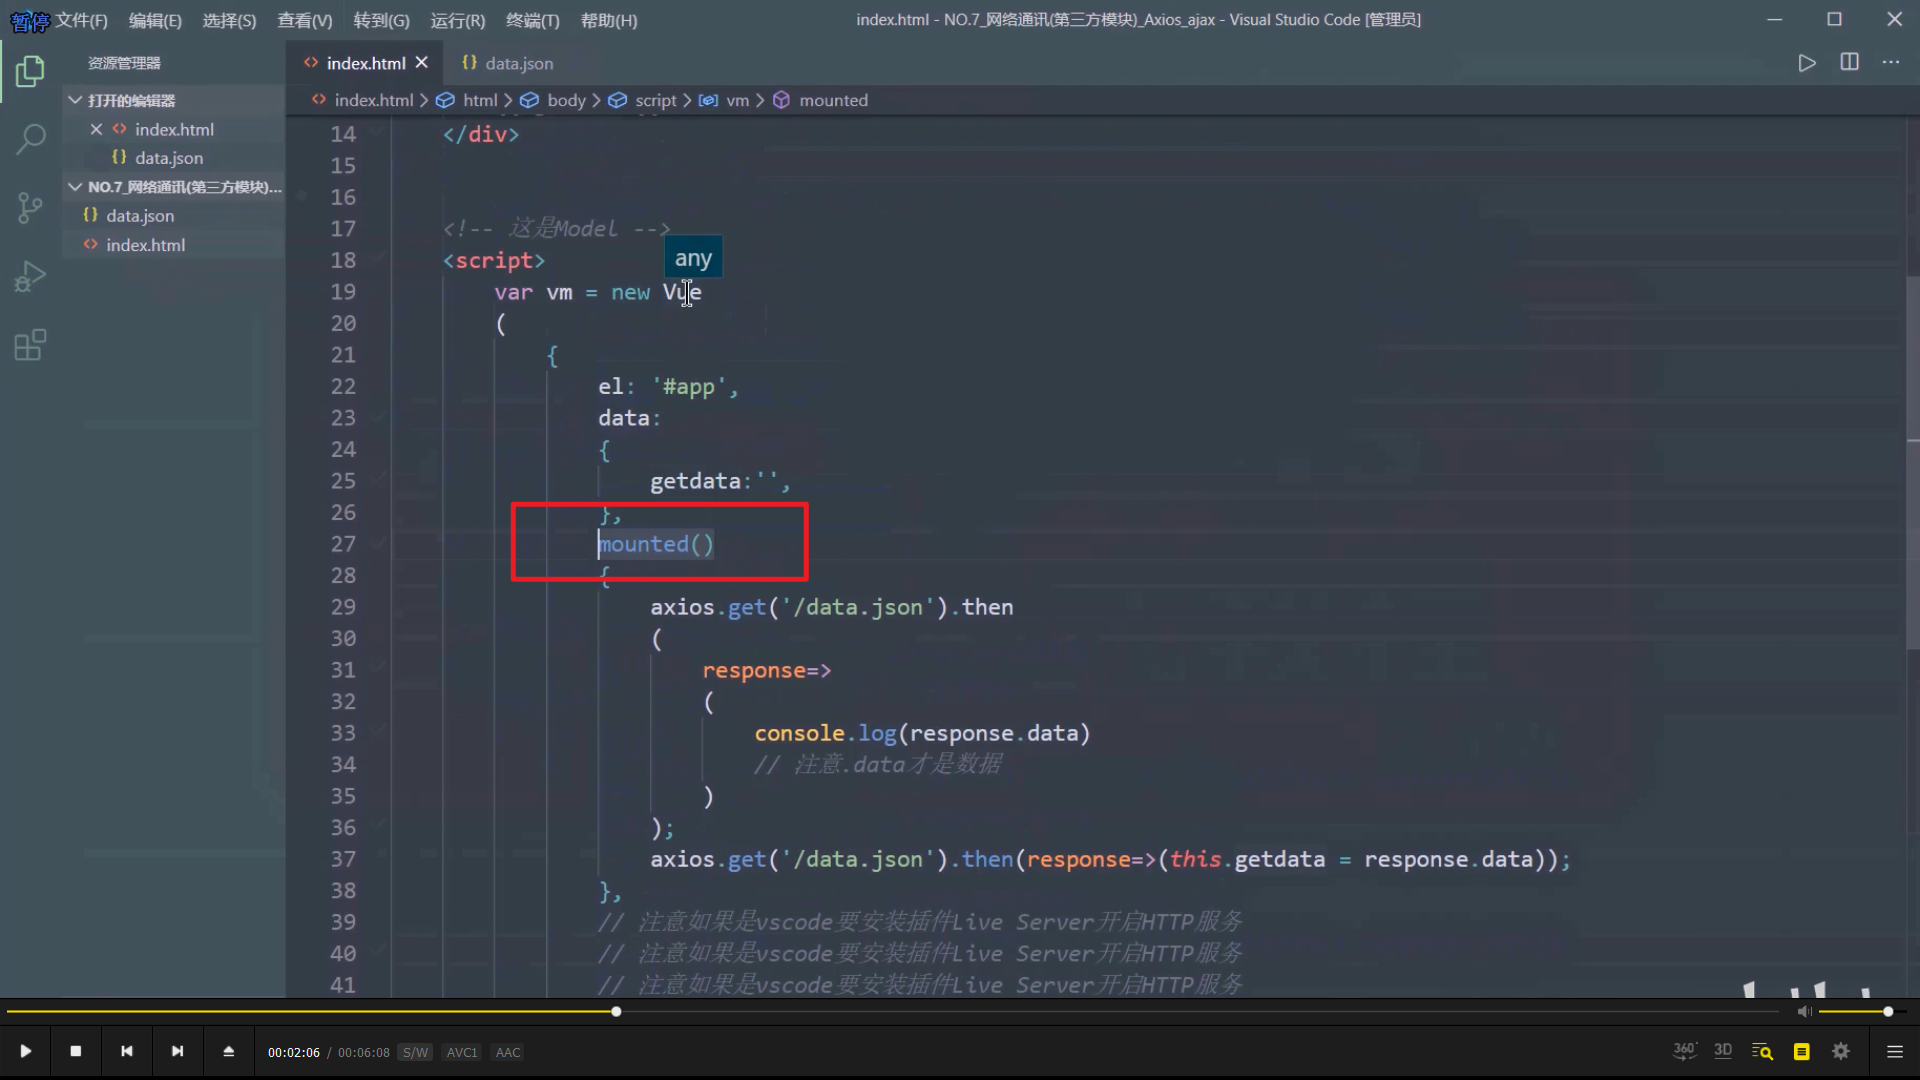 暂停
文件(F) 编辑(E) 选择(S) 查看(V) 转到(G) 运行(R) 终端(T) 帮助(H)
index.html - NO.7_网络通讯(第三方模块)_Axios_ajax - Visual Studio Code [管理员]
资源管理器
打开的编辑器
index.html
data.json
NO.7_网络通讯(第三方模块)...
data.json
index.html
index.html
data.json
index.html > html > body > script > vm > mounted
14 </div>
15
16
17 <!-- 这是Model -->
any
18 <script>
19 var vm = new Vue
20 (
21 {
22 el: '#app',
23 data:
24 {
25 getdata:'',
26 },
27 mounted()
28 {
29 axios.get('/data.json').then
30 (
31 response=>
32 (
33 console.log(response.data)
34 // 注意.data才是数据
35 )
36 );
37 axios.get('/data.json').then(response=>(this.getdata = response.data));
38 },
39 // 注意如果是vscode要安装插件Live Server开启HTTP服务
40 // 注意如果是vscode要安装插件Live Server开启HTTP服务
41 // 注意如果是vscode要安装插件Live Server开启HTTP服务
00:02:06 / 00:06:08 S/W AVC1 AAC
360° 3D